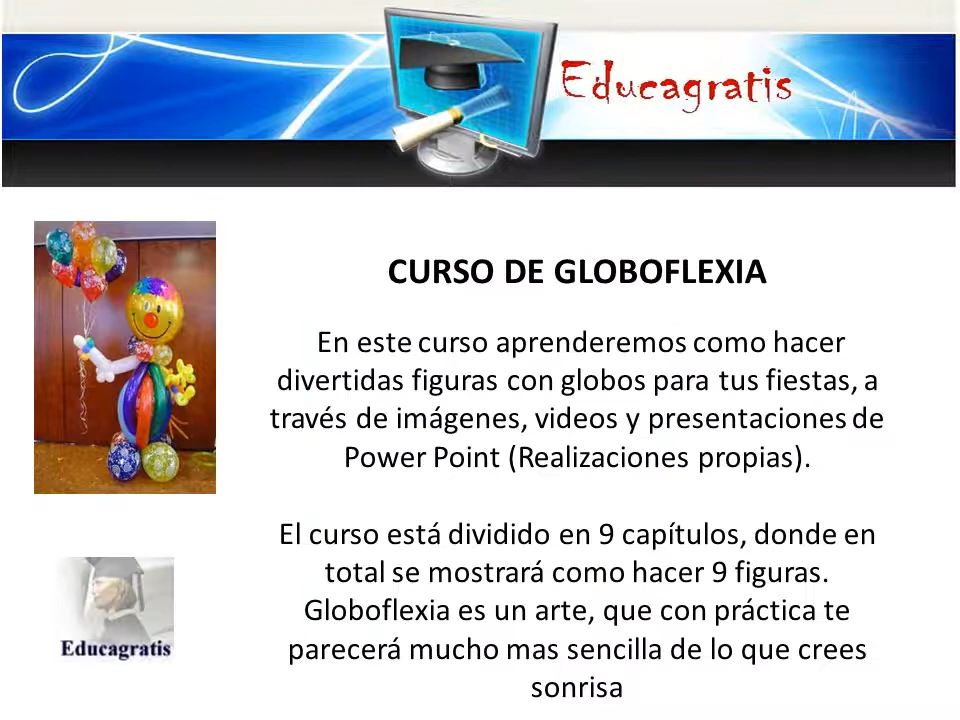 Educagratis
CURSO DE GLOBOFLEXIA
En este curso aprenderemos como hacer
divertidas figuras con globos para tus fiestas, a
través de imágenes, videos y presentaciones de
Power Point (Realizaciones propias).
El curso está dividido en 9 capítulos, donde en
total se mostrará como hacer 9 figuras.
Globoflexia es un arte, que con práctica te
parecerá mucho mas sencilla de lo que crees
sonrisa
Educagratis